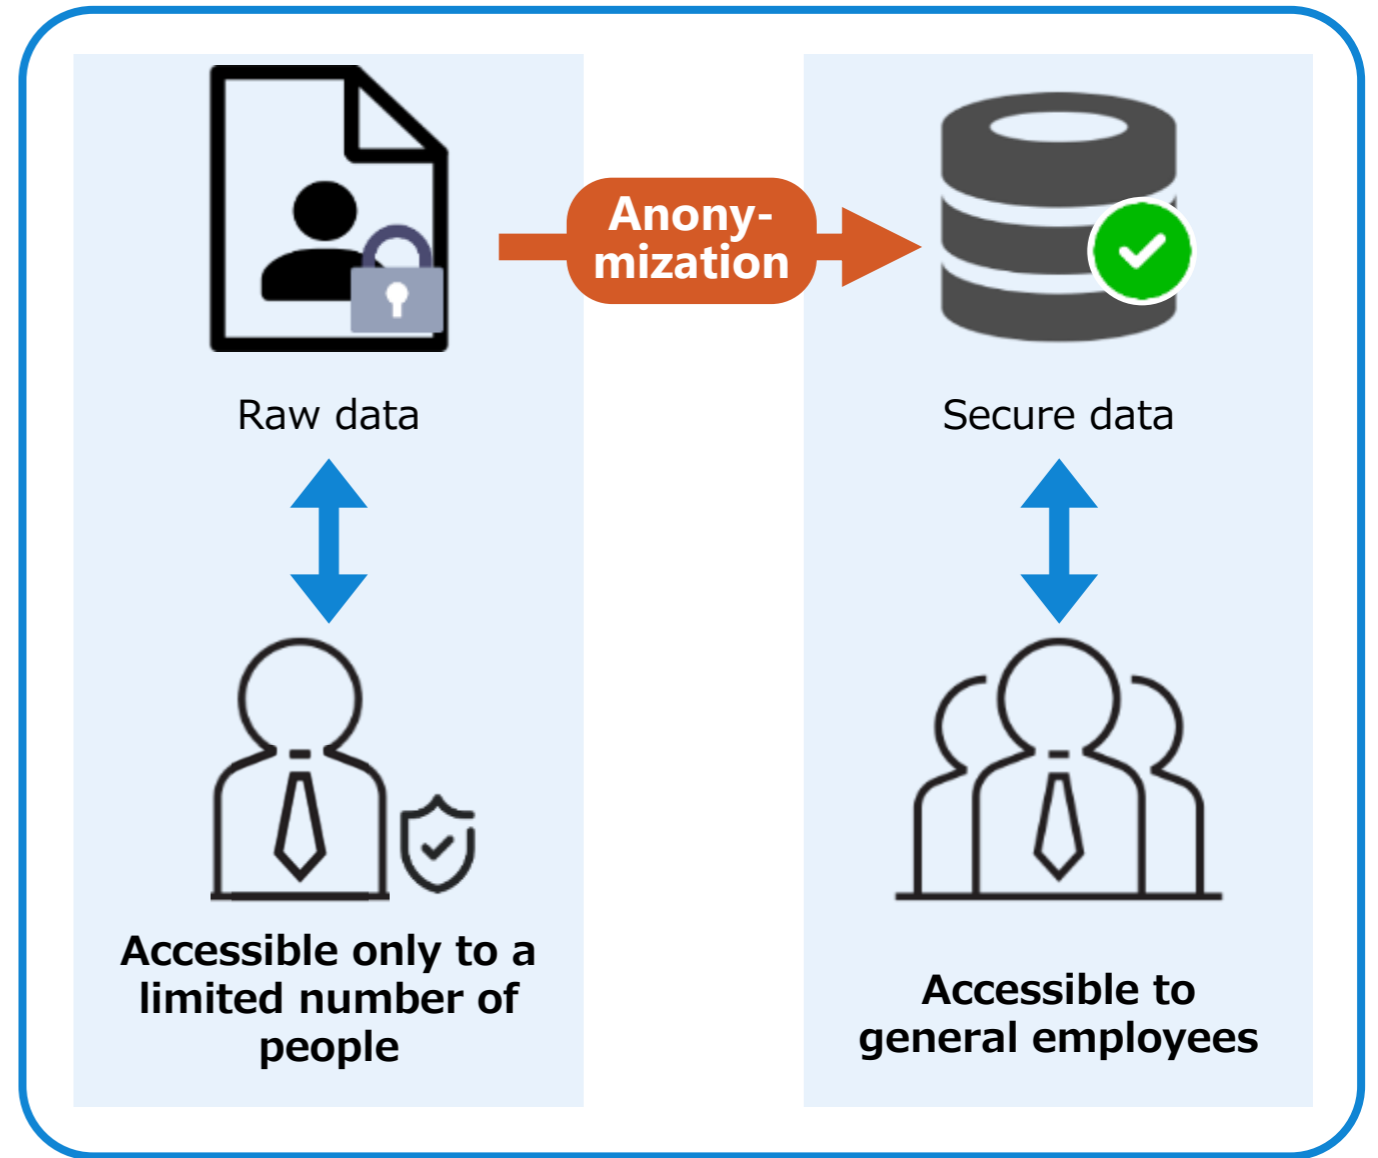 Anony-
mization
Raw data
Secure data
Accessible only to a
limited number of
people
Accessible to
general employees